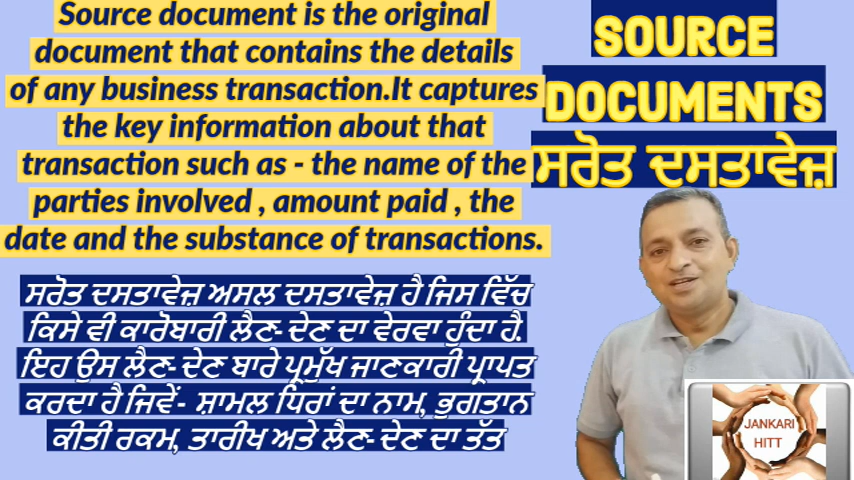 Source document is the original
document that contains the details
of any business transaction.It captures
the key information about that
transaction such as - the name of the
parties involved , amount paid , the
date and the substance of transactions.
ਸਰੋਤ ਦਸਤਾਵੇਜ਼ ਅਸਲ ਦਸਤਾਵੇਜ਼ ਹੈ ਜਿਸ ਵਿੱਚ
ਕਿਸੇ ਵੀ ਕਾਰੋਬਾਰੀ ਲੈਣ- ਦੇਣ ਦਾ ਵੇਰਵਾ ਹੁੰਦਾ ਹੈ.
ਇਹ ਉਸ ਲੈਣ- ਦੇਣ ਬਾਰੇ ਪ੍ਰਮੁੱਖ ਜਾਣਕਾਰੀ ਪ੍ਰਾਪਤ
ਕਰਦਾ ਹੈ ਜਿਵੇਂ - ਸ਼ਾਮਲ ਧਿਰਾਂ ਦਾ ਨਾਮ, ਭੁਗਤਾਨ
ਕੀਤੀ ਰਕਮ, ਤਾਰੀਖ ਅਤੇ ਲੈਣ- ਦੇਣ ਦਾ ਤੱਤ
SOURCE
DOCUMENTS
ਸਰੋਤ ਦਸਤਾਵੇਜ਼
JANKARI
HITT